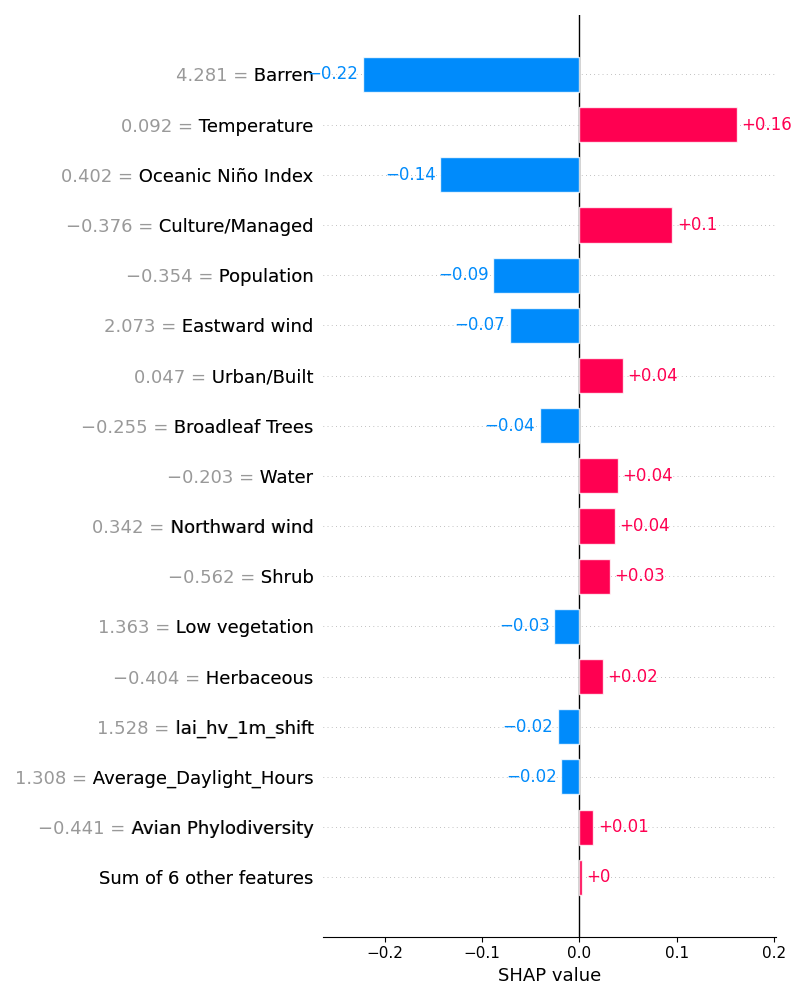 4.281 = Barren −0.22
0.092 = Temperature +0.16
0.402 = Oceanic Niño Index −0.14
−0.376 = Culture/Managed +0.1
−0.354 = Population −0.09
2.073 = Eastward wind −0.07
0.047 = Urban/Built +0.04
−0.255 = Broadleaf Trees −0.04
−0.203 = Water +0.04
0.342 = Northward wind +0.04
−0.562 = Shrub +0.03
1.363 = Low vegetation −0.03
−0.404 = Herbaceous +0.02
1.528 = lai_hv_1m_shift −0.02
1.308 = Average_Daylight_Hours −0.02
−0.441 = Avian Phylodiversity +0.01
Sum of 6 other features +0
−0.2 −0.1 0.0 0.1 0.2
SHAP value